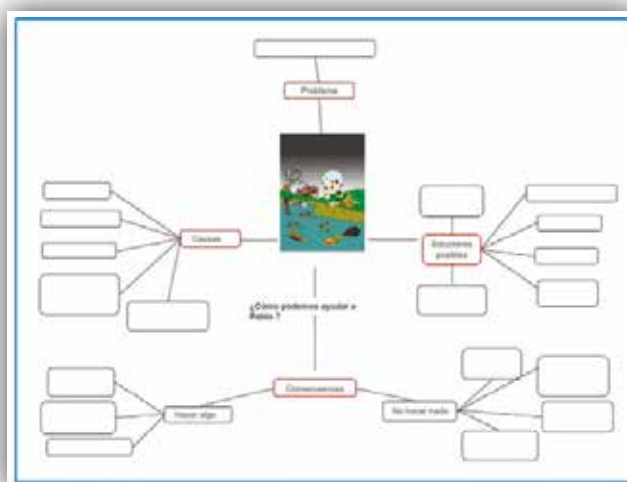 Problema
Causas
Soluciones
posibles
¿Cómo podemos ayudar a
Pablo ?
Consecuencias
Hacer algo
No hacer nada